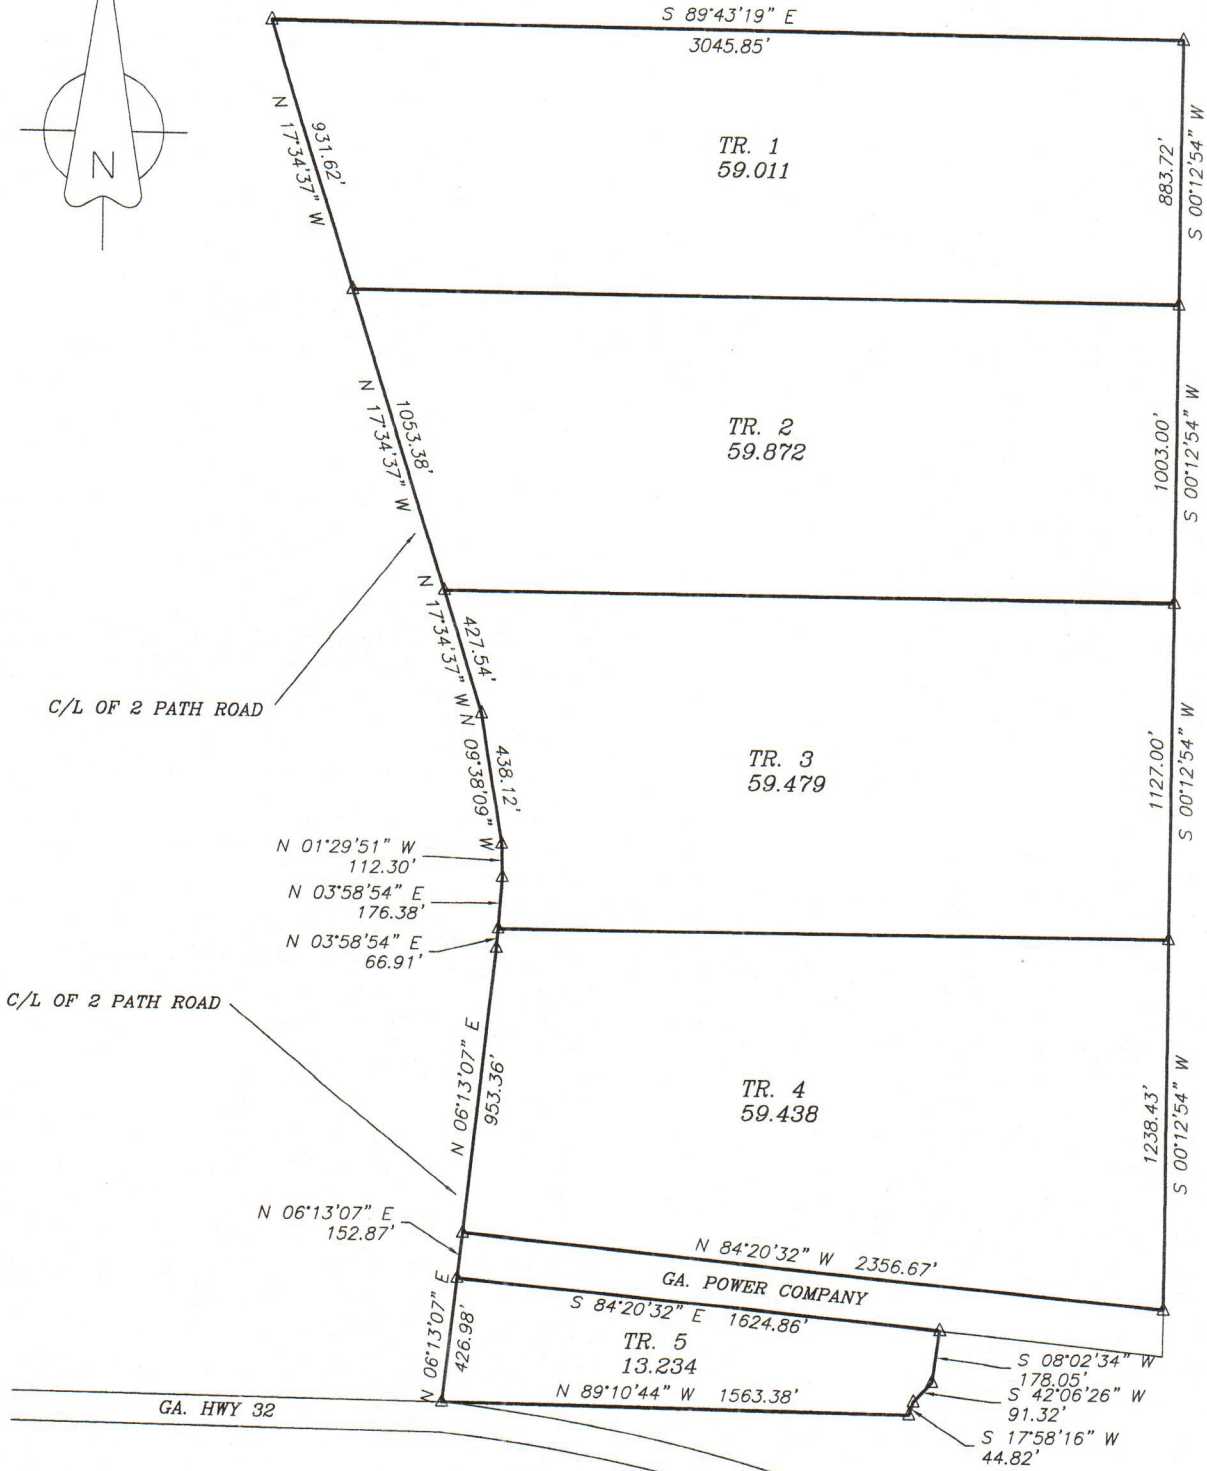 S 89°43'19" E
3045.85'
N
N 17°34'37" W
931.62'
TR. 1
59.011
883.72'
S 00°12'54" W
N 17°34'37" W
1053.38'
TR. 2
59.872
1003.00'
S 00°12'54" W
N 17°34'37" W
427.54'
C/L OF 2 PATH ROAD
N 09°38'09" W
438.12'
TR. 3
59.479
1127.00'
S 00°12'54" W
N 01°29'51" W
112.30'
N 03°58'54" E
176.38'
N 03°58'54" E
66.91'
C/L OF 2 PATH ROAD
N 06°13'07" E
953.36'
TR. 4
59.438
1238.43'
S 00°12'54" W
N 06°13'07" E
152.87'
N 84°20'32" W 2356.67'
GA. POWER COMPANY
S 84°20'32" E 1624.86'
N 06°13'07" E
426.98'
TR. 5
13.234
N 89°10'44" W 1563.38'
S 08°02'34" W
178.05'
S 42°06'26" W
91.32'
S 17°58'16" W
44.82'
GA. HWY 32